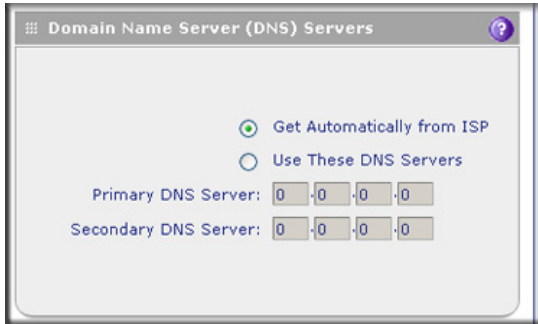 Domain Name Server (DNS) Servers ?
Get Automatically from ISP
Use These DNS Servers
Primary DNS Server: 0 . 0 . 0 . 0
Secondary DNS Server: 0 . 0 . 0 . 0